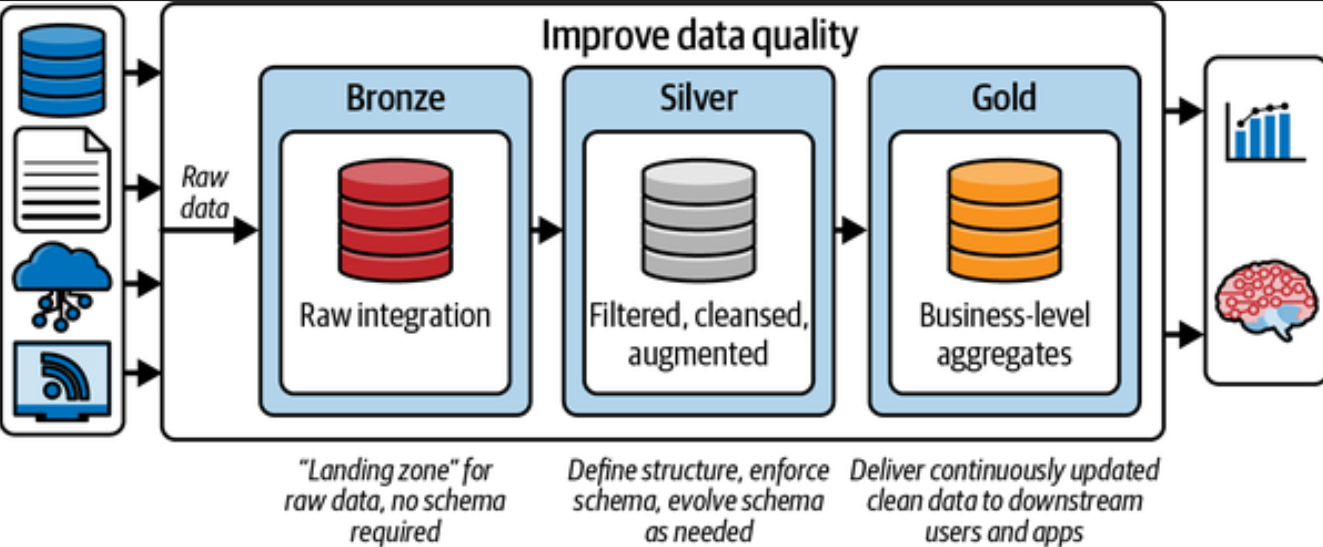 Improve data quality
Bronze
Silver
Gold
Raw
data
Raw integration
Filtered, cleansed,
augmented
Business-level
aggregates
"Landing zone" for
raw data, no schema
required
Define structure, enforce
schema, evolve schema
as needed
Deliver continuously updated
clean data to downstream
users and apps